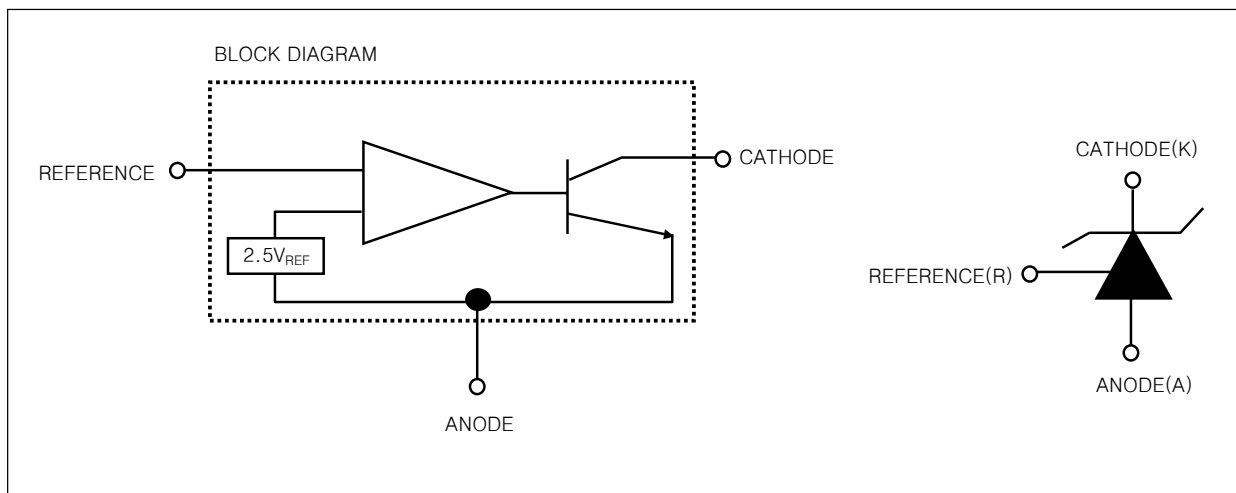 BLOCK DIAGRAM
REFERENCE
CATHODE
2.5VREF
ANODE
CATHODE(K)
REFERENCE(R)
ANODE(A)